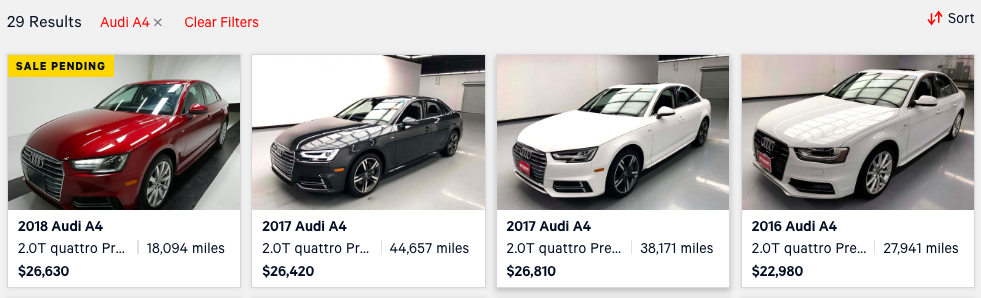 29 Results Audi A4 × Clear Filters Sort
SALE PENDING
2018 Audi A4
2.0T quattro Pr... 18,094 miles
$26,630
2017 Audi A4
2.0T quattro Pre... 44,657 miles
$26,420
2017 Audi A4
2.0T quattro Pre... 38,171 miles
$26,810
2016 Audi A4
2.0T quattro Pre... 27,941 miles
$22,980